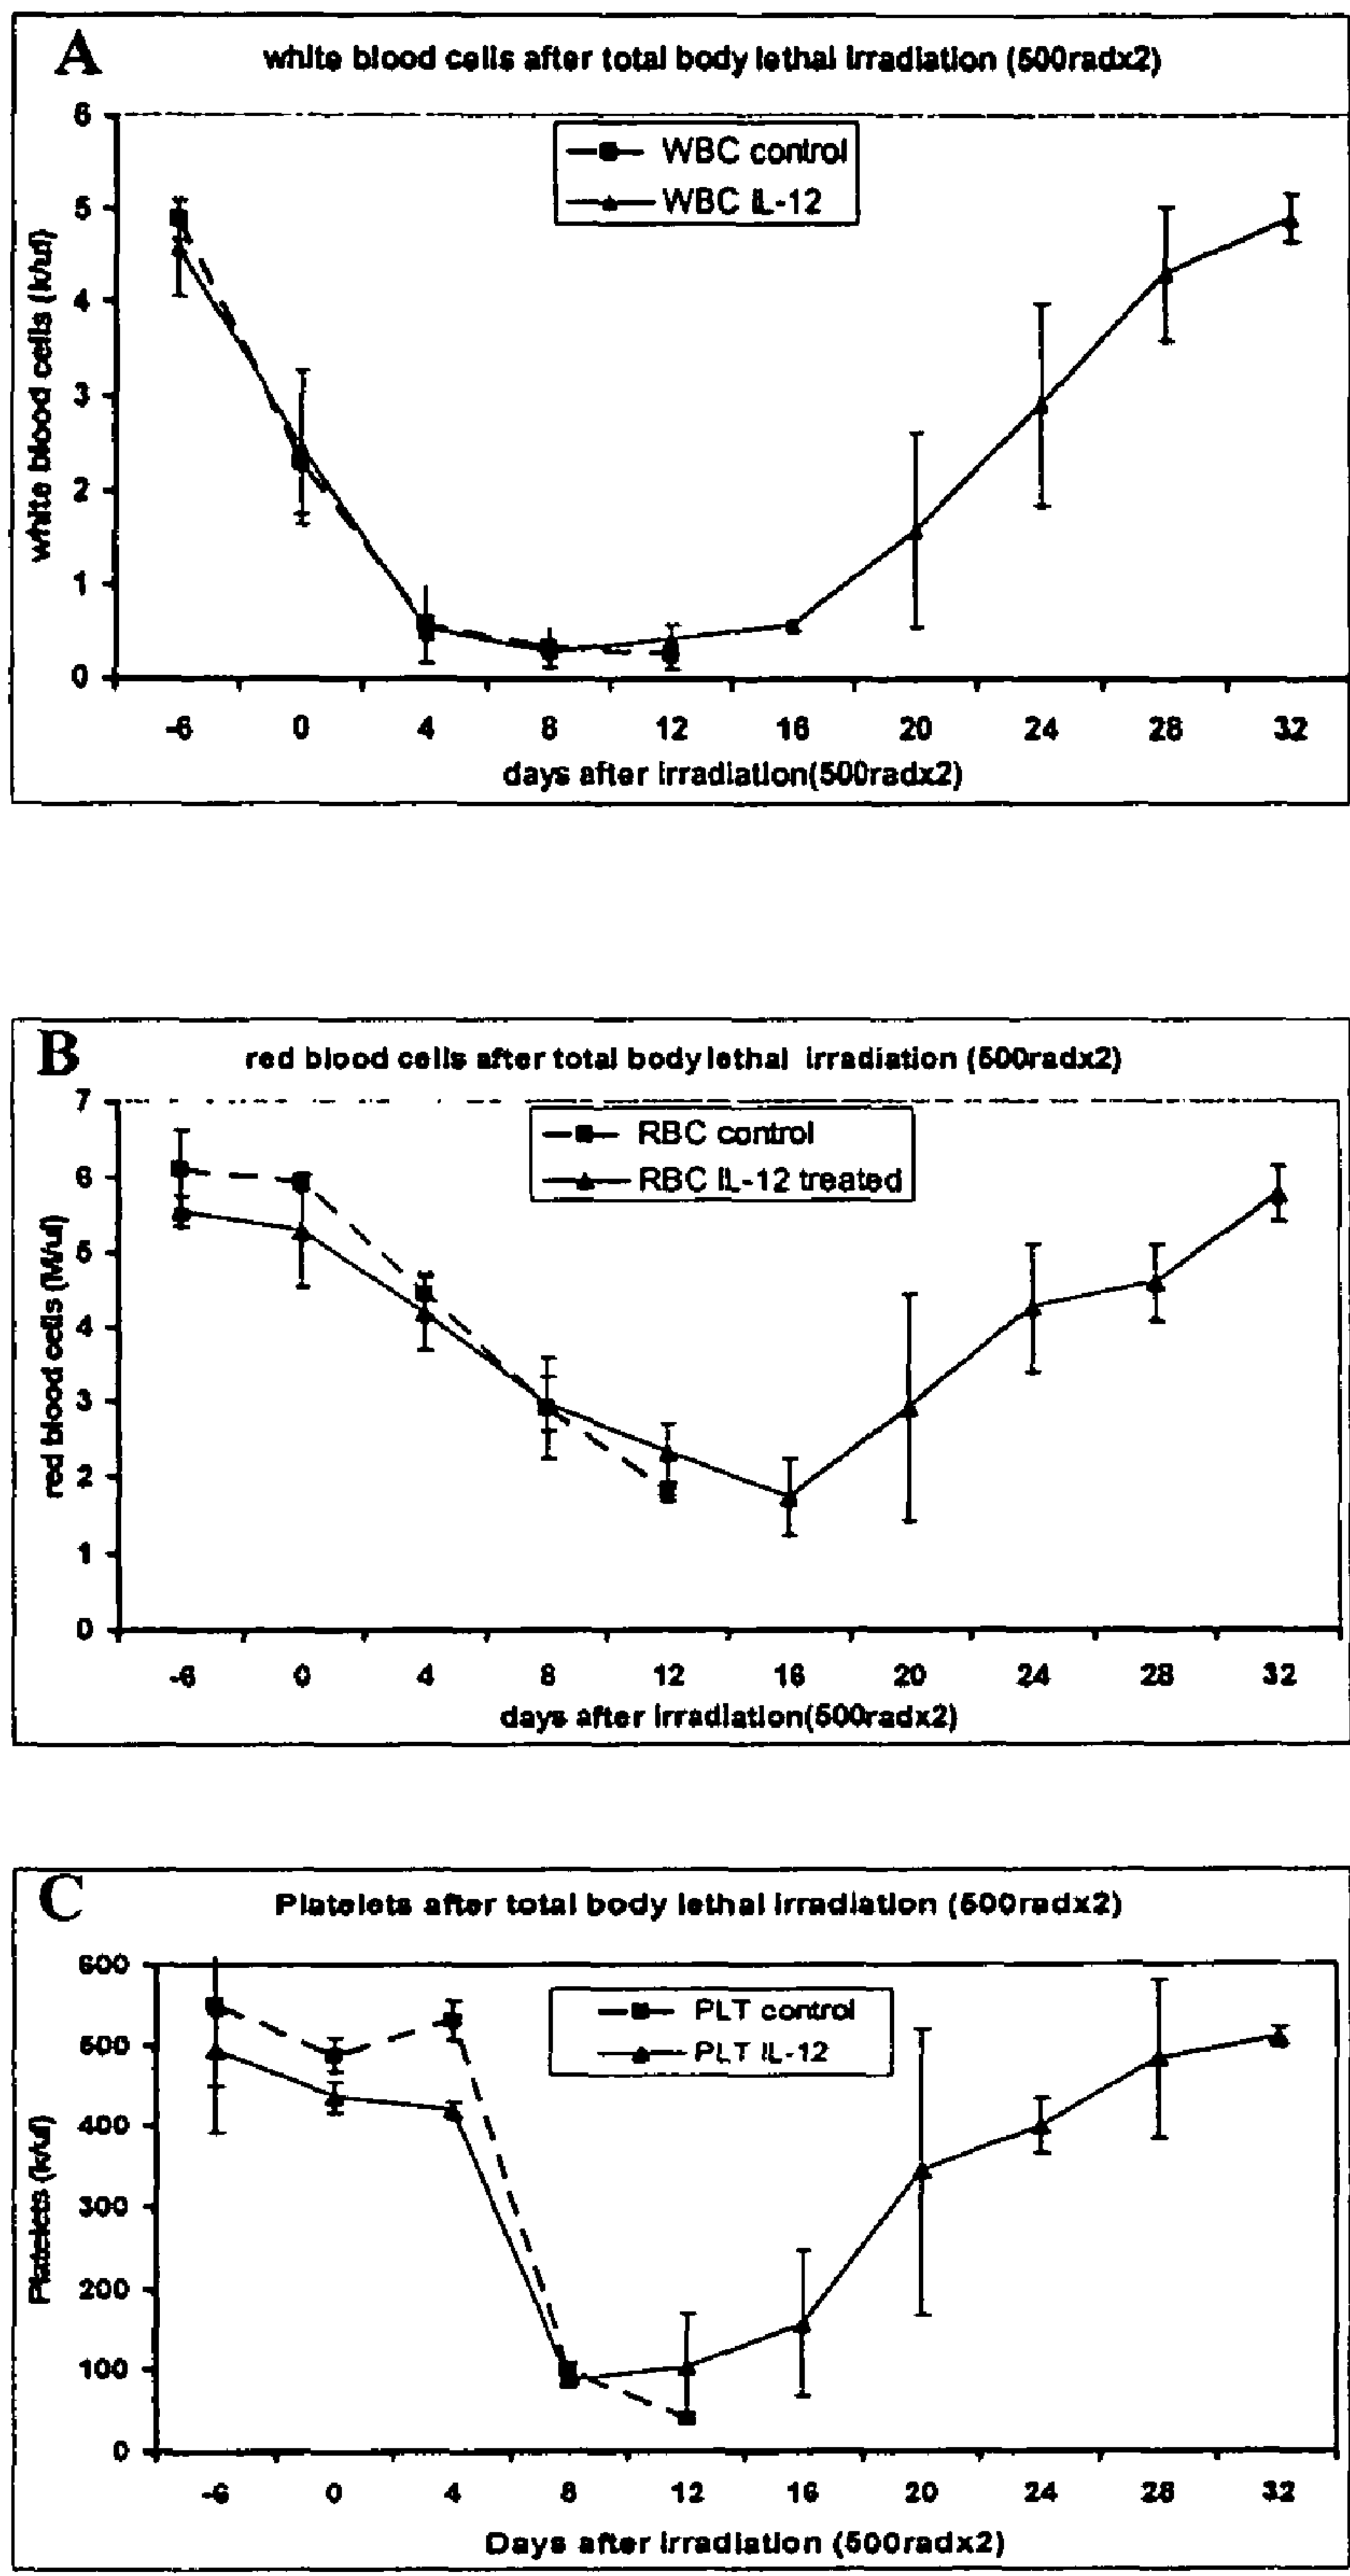 A
white blood cells after total body lethal irradiation (500radx2)
WBC control
WBC IL-12
white blood cells (k/ul)
6
5
4
3
2
1
0
-6 0 4 8 12 16 20 24 28 32
days after irradiation(500radx2)
B
red blood cells after total body lethal irradiation (500radx2)
RBC control
RBC IL-12 treated
red blood cells (M/ul)
7
6
5
4
3
2
1
0
-6 0 4 8 12 16 20 24 28 32
days after irradiation(500radx2)
C
Platelets after total body lethal irradiation (500radx2)
PLT control
PLT IL-12
Platelets (k/ul)
600
500
400
300
200
100
0
-6 0 4 8 12 16 20 24 28 32
Days after irradiation (500radx2)